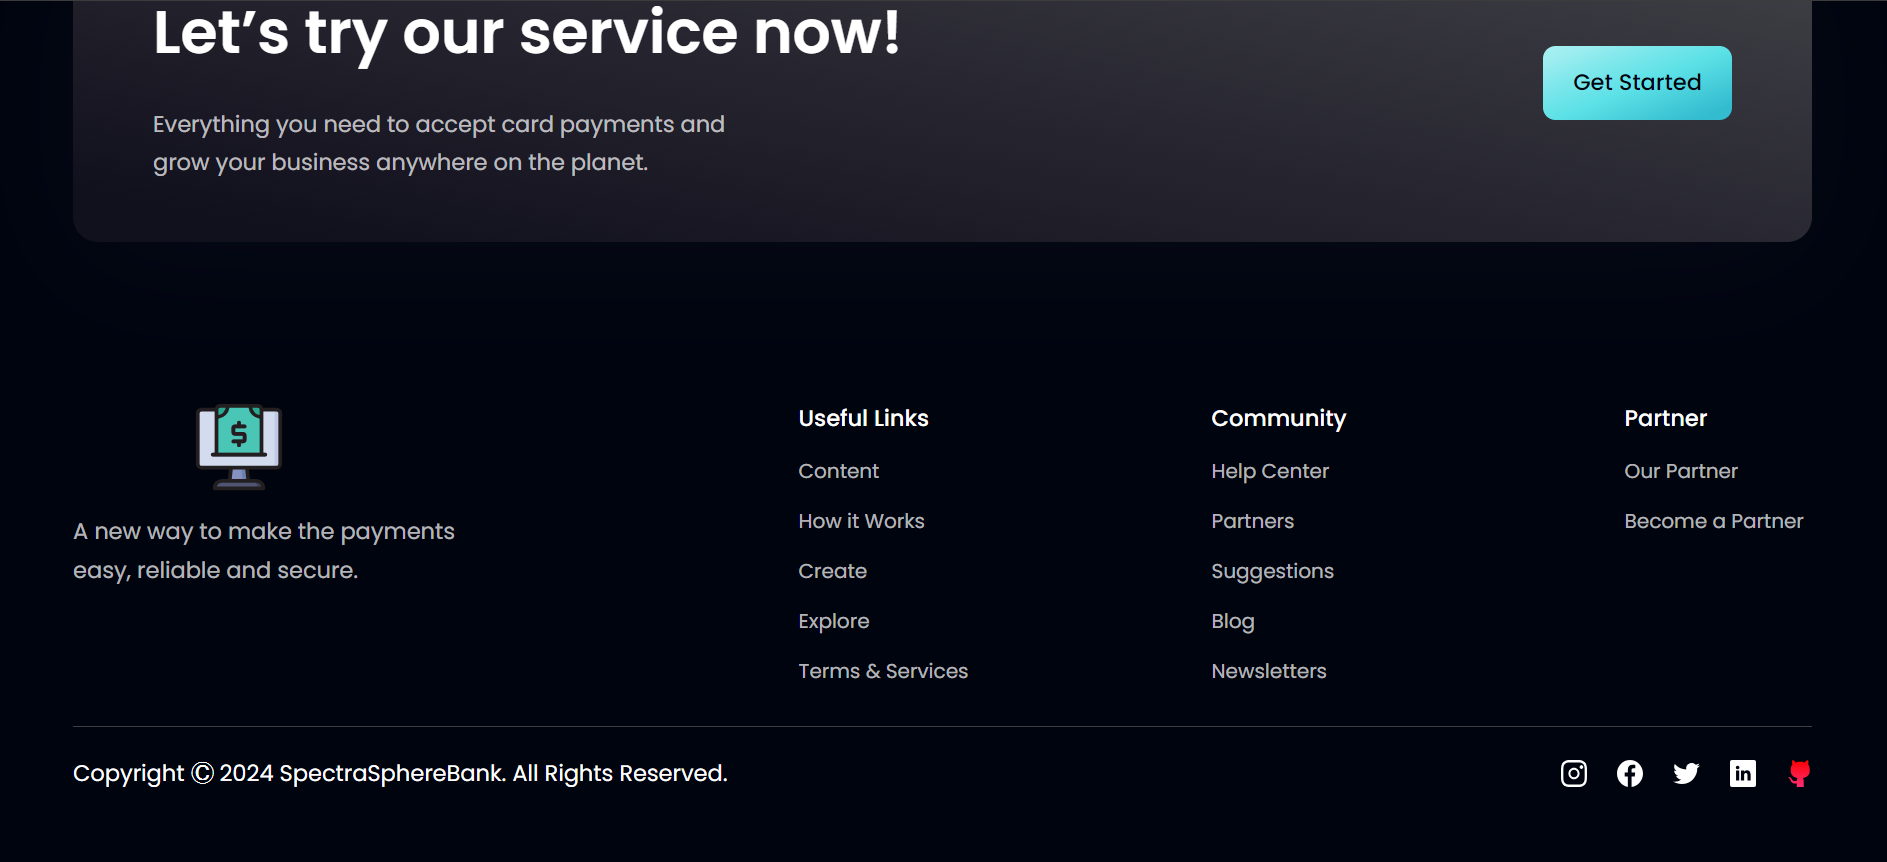 Let’s try our service now!
Everything you need to accept card payments and
grow your business anywhere on the planet.
Get Started
$
A new way to make the payments
easy, reliable and secure.
Useful Links
Content
How it Works
Create
Explore
Terms & Services
Community
Help Center
Partners
Suggestions
Blog
Newsletters
Partner
Our Partner
Become a Partner
Copyright Ⓒ 2024 SpectraSphereBank. All Rights Reserved.
in